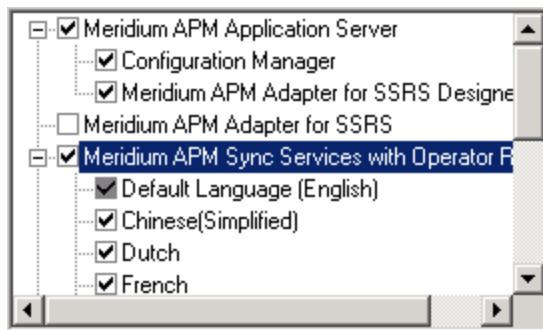 Meridium APM Application Server
Configuration Manager
Meridium APM Adapter for SSRS Designe
Meridium APM Adapter for SSRS
Meridium APM Sync Services with Operator R
Default Language (English)
Chinese(Simplified)
Dutch
French